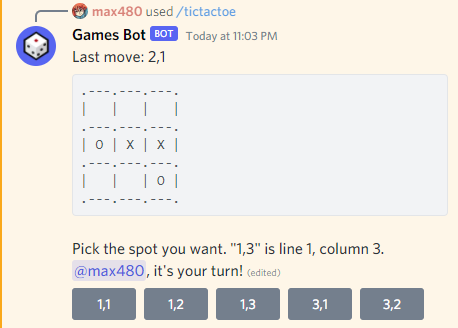 max480 used /tictactoe
Games Bot BOT Today at 11:03 PM
Last move: 2,1
.---.---.---.
|   |   |   |
.---.---.---.
| O | X | X |
.---.---.---.
|   |   | O |
.---.---.---.
Pick the spot you want. "1,3" is line 1, column 3.
@max480, it's your turn! (edited)
1,1 1,2 1,3 3,1 3,2